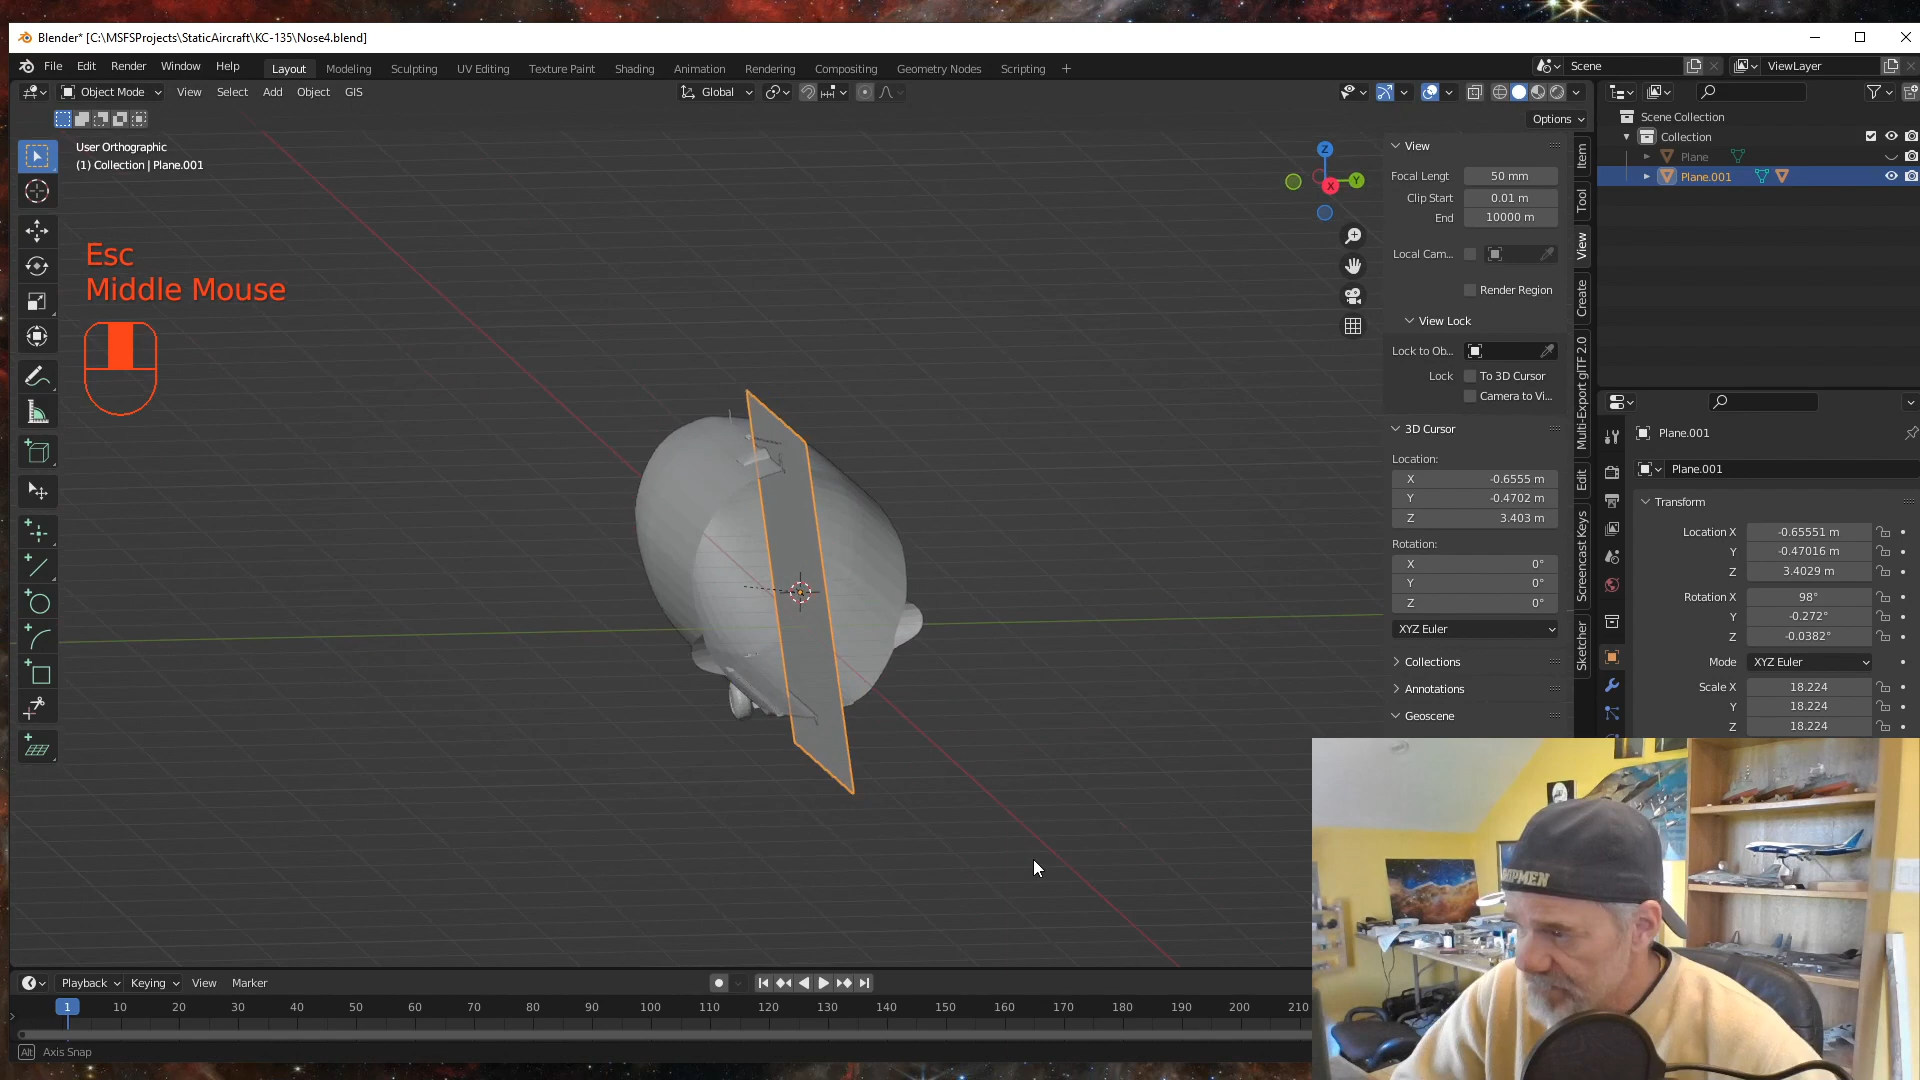 Blender* [C:\MSFSProjects\StaticAircraft\KC-135\Nose4.blend]
File Edit Render Window Help
Layout Modeling Sculpting UV Editing Texture Paint Shading Animation Rendering Compositing Geometry Nodes Scripting +
Scene
ViewLayer
Object Mode View Select Add Object GIS
Global
Options
User Orthographic
(1) Collection | Plane.001
Esc
Middle Mouse
Z
Y
X
View
Focal Lengt 50 mm
Clip Start 0.01 m
End 10000 m
Local Cam...
Render Region
View Lock
Lock to Ob...
Lock To 3D Cursor
Camera to Vi...
3D Cursor
Location:
X -0.6555 m
Y -0.4702 m
Z 3.403 m
Rotation:
X 0°
Y 0°
Z 0°
XYZ Euler
Collections
Annotations
Geoscene
Item
Tool
View
Create
Multi-Export glTF 2.0
Edit
Screencast Keys
Sketcher
Scene Collection
Collection
Plane
Plane.001
Plane.001
Plane.001
Transform
Location X -0.65551 m
Y -0.47016 m
Z 3.4029 m
Rotation X 98°
Y -0.272°
Z -0.0382°
Mode XYZ Euler
Scale X 18.224
Y 18.224
Z 18.224
Playback Keying View Marker
1 10 20 30 40 50 60 70 80 90 100 110 120 130 140 150 160 170 180 190 200 210
Alt Axis Snap